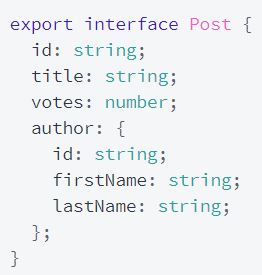 export interface Post {
  id: string;
  title: string;
  votes: number;
  author: {
    id: string;
    firstName: string;
    lastName: string;
  };
}